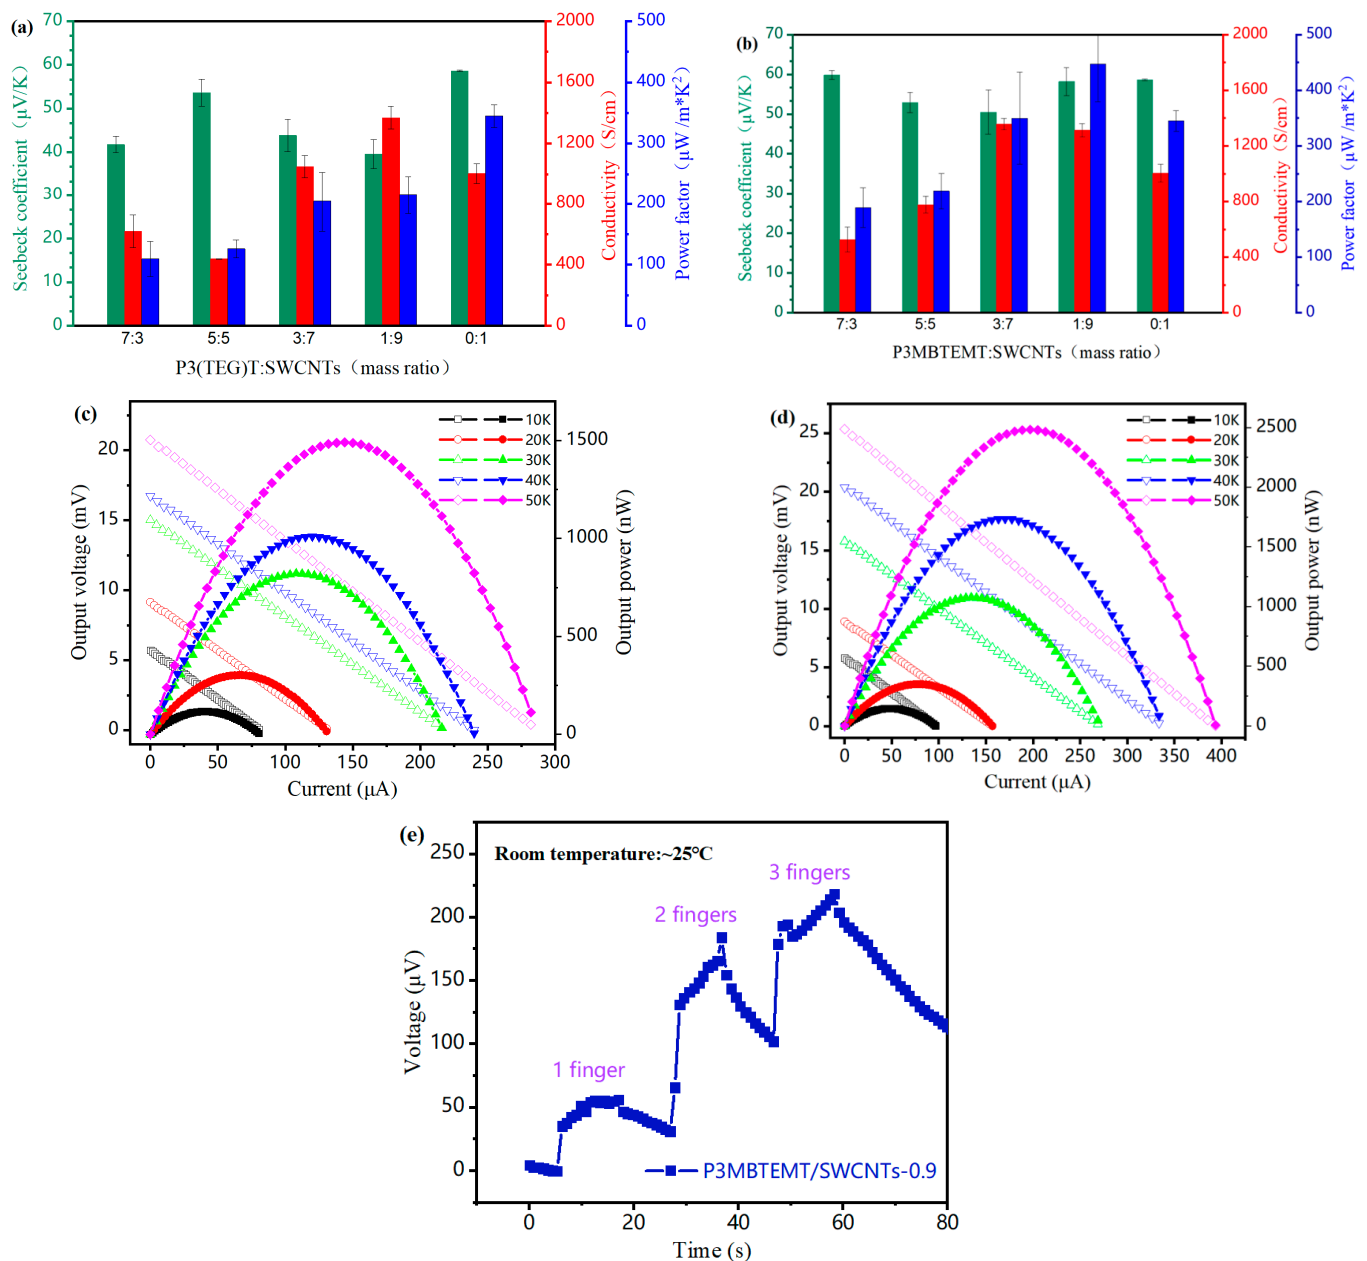 (a)
70
60
50
40
30
20
10
0
Seebeck coefficient（μV/K）
2000
1600
1200
800
400
0
Conductivity（S/cm）
500
400
300
200
100
0
Power factor（μW /m*K2）
7:3 5:5 3:7 1:9 0:1
P3(TEG)T:SWCNTs（mass ratio）
(b)
70
60
50
40
30
20
10
0
Seebeck coefficient（μV/K）
2000
1600
1200
800
400
0
Conductivity（S/cm）
500
400
300
200
100
0
Power factor（μW /m*K2）
7:3 5:5 3:7 1:9 0:1
P3MBTEMT:SWCNTs（mass ratio）
(c)
20
15
10
5
0
Output voltage (mV)
10K
20K
30K
40K
50K
1500
1000
500
0
Output power (nW)
0 50 100 150 200 250 300
Current (μA)
(d)
25
20
15
10
5
0
Output voltage (mV)
10K
20K
30K
40K
50K
2500
2000
1500
1000
500
0
Output power (nW)
0 50 100 150 200 250 300 350 400
Current (μA)
(e)
250
200
150
100
50
0
Voltage (μV)
Room temperature:~25°C
3 fingers
2 fingers
1 finger
P3MBTEMT/SWCNTs-0.9
0 20 40 60 80
Time (s)